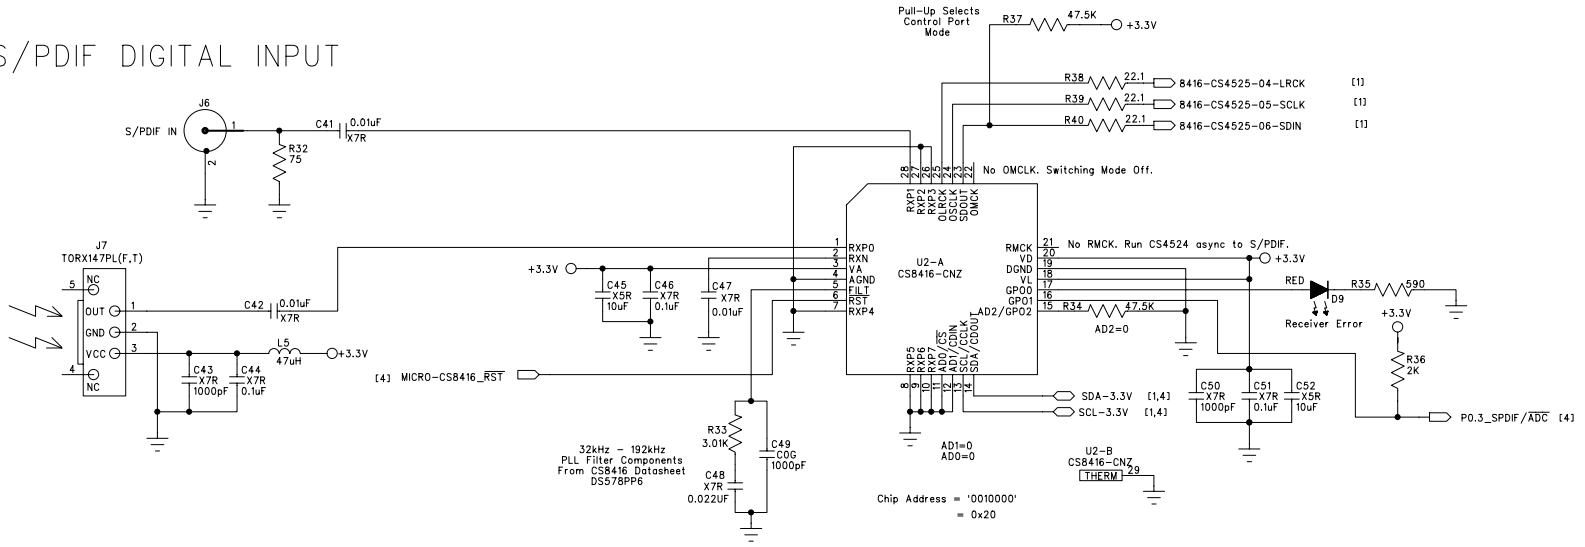 S/PDIF DIGITAL INPUT
Pull-Up Selects
Control Port
Mode
R37
47.5K
+3.3V
R38
22.1
8416-CS4525-04-LRCK
[1]
R39
22.1
8416-CS4525-05-SCLK
[1]
R40
22.1
8416-CS4525-06-SDIN
[1]
J6
S/PDIF IN
1
2
R32
75
C41
0.01uF
X7R
No OMCLK. Switching Mode Off.
28
27
26
25
24
23
22
RXP1
RXP2
RXP3
OLRCK
OSCLK
SDOUT
OMCK
U2-A
CS8416-CNZ
1
RXP0
2
RXN
3
VA
4
AGND
5
FILT
6
RST
7
RXP4
RMCK
21
No RMCK. Run CS4524 async to S/PDIF.
VD
20
+3.3V
DGND
19
VL
18
GPO0
17
GPO1
16
AD2/GPO2
15
R34
47.5K
AD2=0
RED
D9
Receiver Error
R35
590
+3.3V
R36
2K
P0.3_SPDIF/ADC [4]
J7
TORX147PL(F,T)
NC
5
OUT
1
GND
2
VCC
3
4
NC
C42
0.01uF
X7R
L5
47uH
+3.3V
C43
X7R
1000pF
C44
X7R
0.1uF
+3.3V
C45
X5R
10uF
C46
X7R
0.1uF
C47
X7R
0.01uF
[4] MICRO-CS8416_RST
RXP5
RXP6
RXP7
AD0/CS
AD1/CDIN
SCL/CCLK
SDA/CDOUT
8
9
10
11
12
13
14
SDA-3.3V [1,4]
SCL-3.3V [1,4]
C50
X7R
1000pF
C51
X7R
0.1uF
C52
X5R
10uF
R33
3.01K
C49
COG
1000pF
C48
X7R
0.022UF
32kHz - 192kHz
PLL Filter Components
From CS8416 Datasheet
DS578PP6
AD1=0
AD0=0
U2-B
CS8416-CNZ
THERM
29
Chip Address = '0010000'
= 0x20